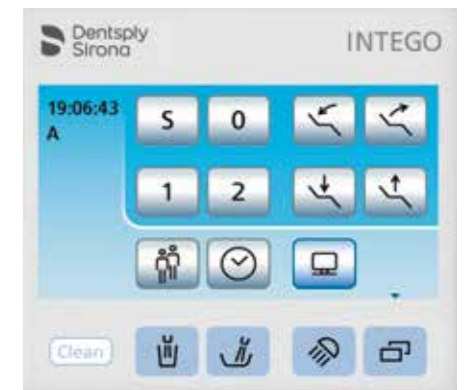 Dentsply
Sirona
INTEGO
19:06:43
A
S 0
1 2
Clean